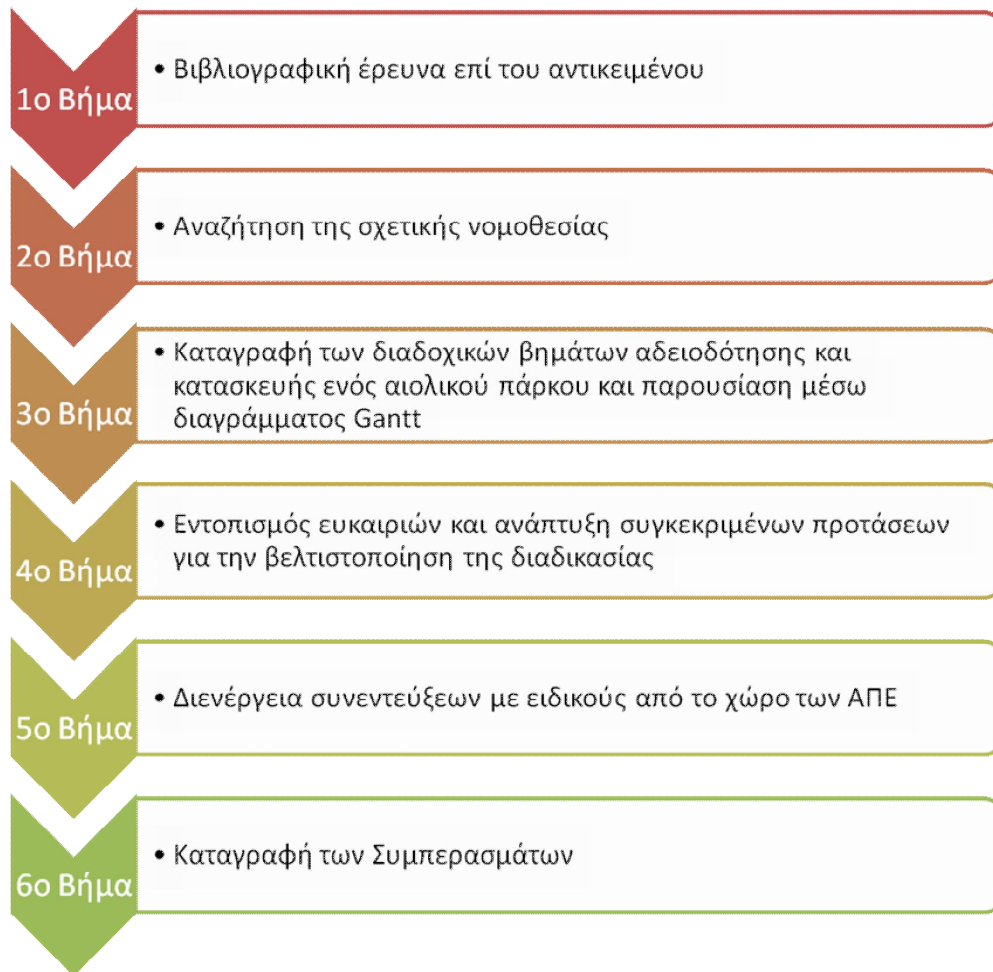 1ο Βήμα
• Βιβλιογραφική έρευνα επί του αντικειμένου
2ο Βήμα
• Αναζήτηση της σχετικής νομοθεσίας
3ο Βήμα
• Καταγραφή των διαδοχικών βημάτων αδειοδότησης και
κατασκευής ενός αιολικού πάρκου και παρουσίαση μέσω
διαγράμματος Gantt
4ο Βήμα
• Εντοπισμός ευκαιριών και ανάπτυξη συγκεκριμένων προτάσεων
για την βελτιστοποίηση της διαδικασίας
5ο Βήμα
• Διενέργεια συνεντεύξεων με ειδικούς από το χώρο των ΑΠΕ
6ο Βήμα
• Καταγραφή των Συμπερασμάτων